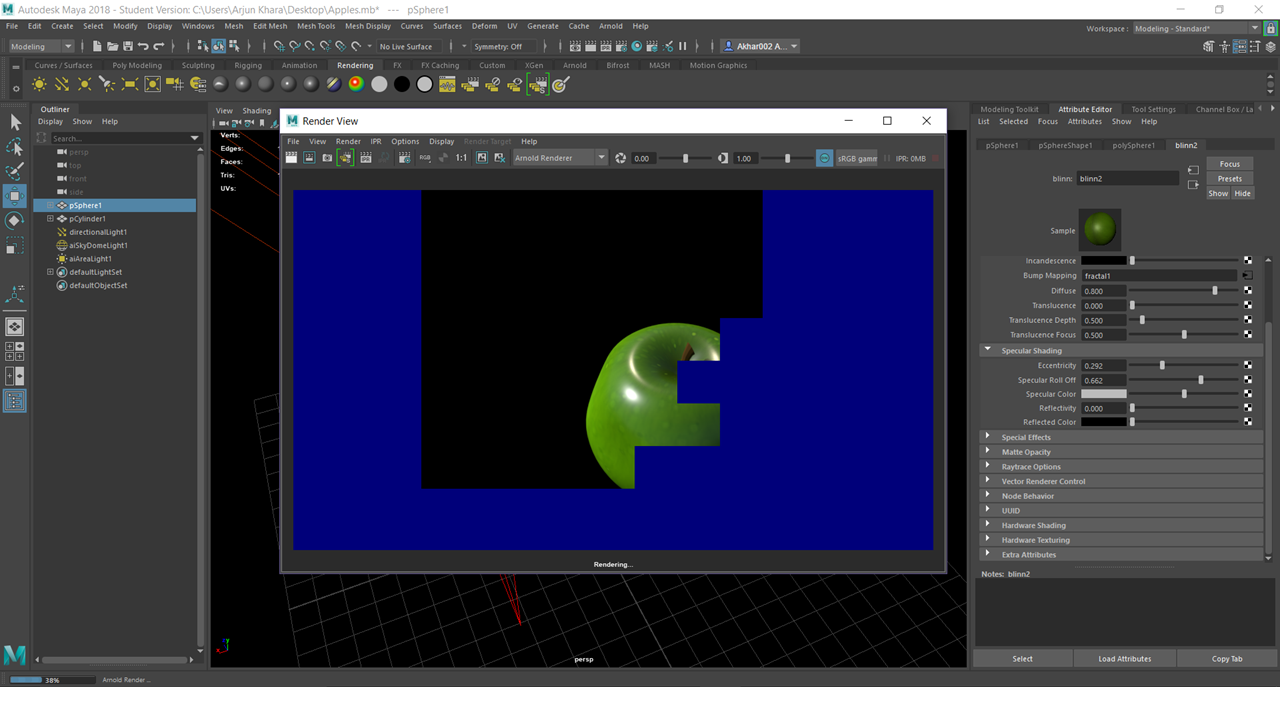 Autodesk Maya 2018 - Student Version: C:\Users\Arjun Khara\Desktop\Apples.mb* --- pSphere1
File Edit Create Select Modify Display Windows Mesh Edit Mesh Mesh Tools Mesh Display Curves Surfaces Deform UV Generate Cache Arnold Help
Workspace : Modeling - Standard*
Modeling No Live Surface Symmetry: Off Akhar002 A...
Curves / Surfaces Poly Modeling Sculpting Rigging Animation Rendering FX FX Caching Custom XGen Arnold Bifrost MASH Motion Graphics
Outliner
Display Show Help
Search...
persp
top
front
side
pSphere1
pCylinder1
directionalLight1
aiSkyDomeLight1
aiAreaLight1
defaultLightSet
defaultObjectSet
View Shading
Verts:
Edges:
Faces:
Tris:
UVs:
Render View
File View Render IPR Options Display Render Target Help
RGB 1:1 Arnold Renderer 0.00 1.00 sRGB gamm IPR: 0MB
Rendering...
persp
Modeling Toolkit Attribute Editor Tool Settings Channel Box / La
List Selected Focus Attributes Show Help
pSphere1 pSphereShape1 polySphere1 blinn2
blinn: blinn2
Focus
Presets
Show Hide
Sample
Incandescence
Bump Mapping fractal1
Diffuse 0.800
Translucence 0.000
Translucence Depth 0.500
Translucence Focus 0.500
Specular Shading
Eccentricity 0.292
Specular Roll Off 0.662
Specular Color
Reflectivity 0.000
Reflected Color
Special Effects
Matte Opacity
Raytrace Options
Vector Renderer Control
Node Behavior
UUID
Hardware Shading
Hardware Texturing
Extra Attributes
Notes: blinn2
Select Load Attributes Copy Tab
38% Arnold Render...